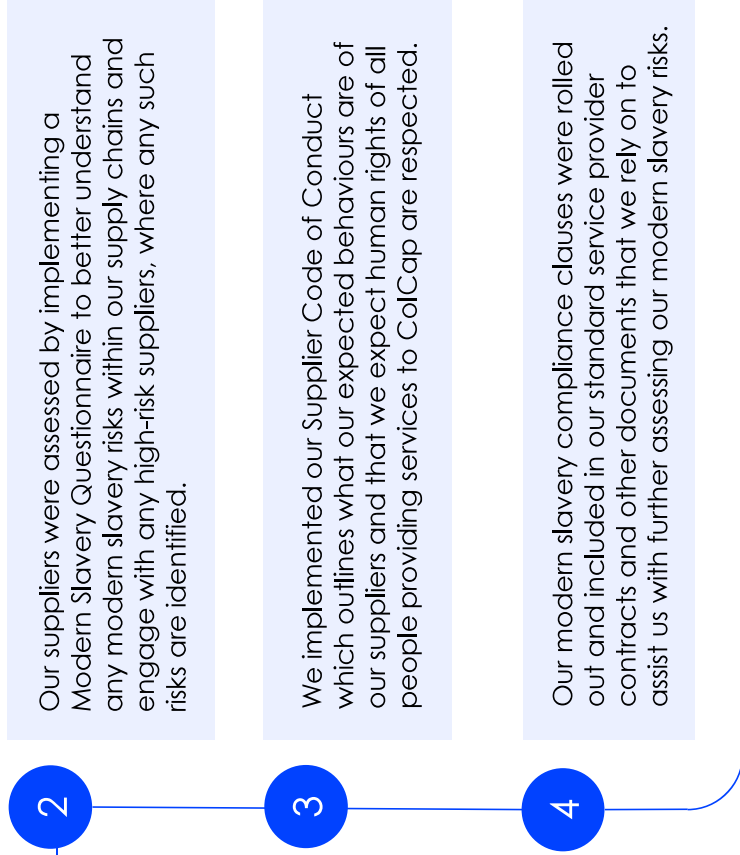 2
Our suppliers were assessed by implementing a
Modern Slavery Questionnaire to better understand
any modern slavery risks within our supply chains and
engage with any high-risk suppliers, where any such
risks are identified.
3
We implemented our Supplier Code of Conduct
which outlines what our expected behaviours are of
our suppliers and that we expect human rights of all
people providing services to ColCap are respected.
4
Our modern slavery compliance clauses were rolled
out and included in our standard service provider
contracts and other documents that we rely on to
assist us with further assessing our modern slavery risks.